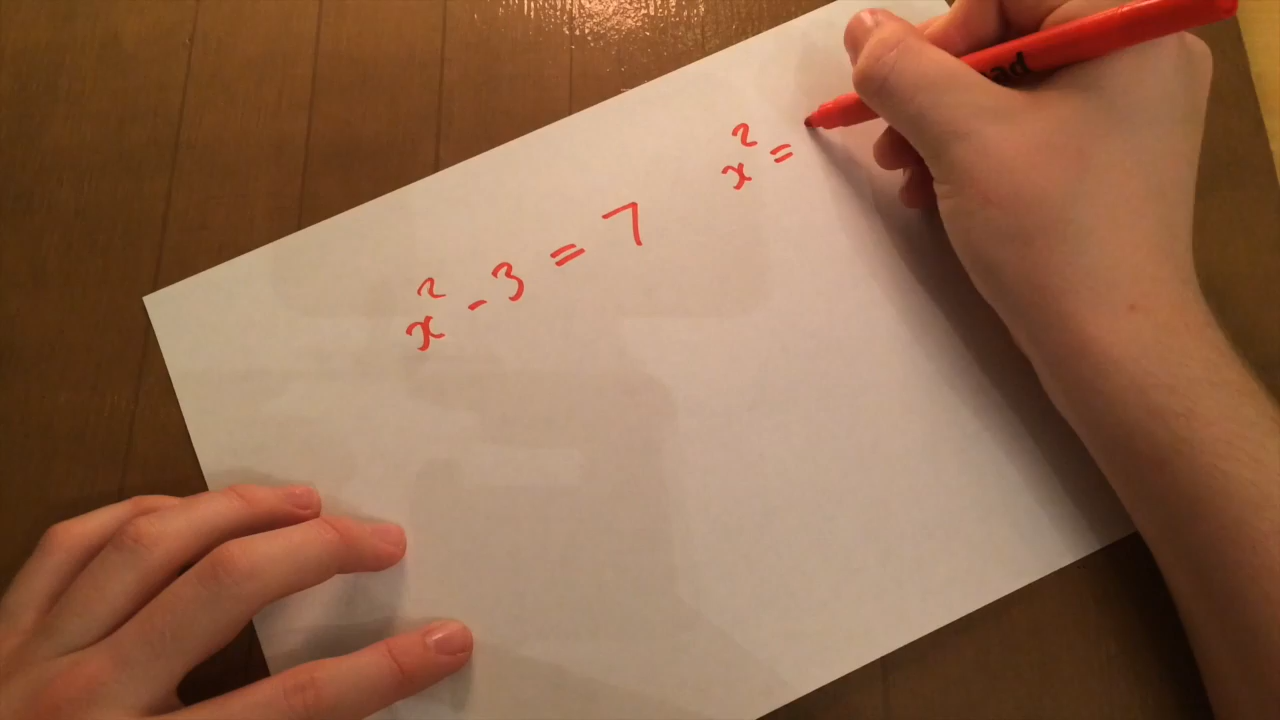 x² - 3 = 7
x² =